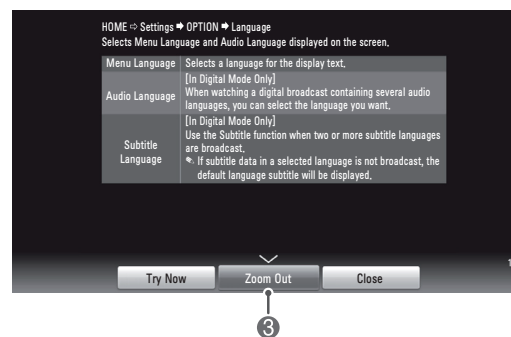 HOME ⇨ Settings ➡ OPTION ➡ Language
Selects Menu Language and Audio Language displayed on the screen.
Menu Language Selects a language for the display text.
Audio Language
[In Digital Mode Only]
When watching a digital broadcast containing several audio
languages, you can select the language you want.
Subtitle
Language
[In Digital Mode Only]
Use the Subtitle function when two or more subtitle languages
are broadcast.
✎ If subtitle data in a selected language is not broadcast, the
default language subtitle will be displayed.
Try Now Zoom Out Close
3